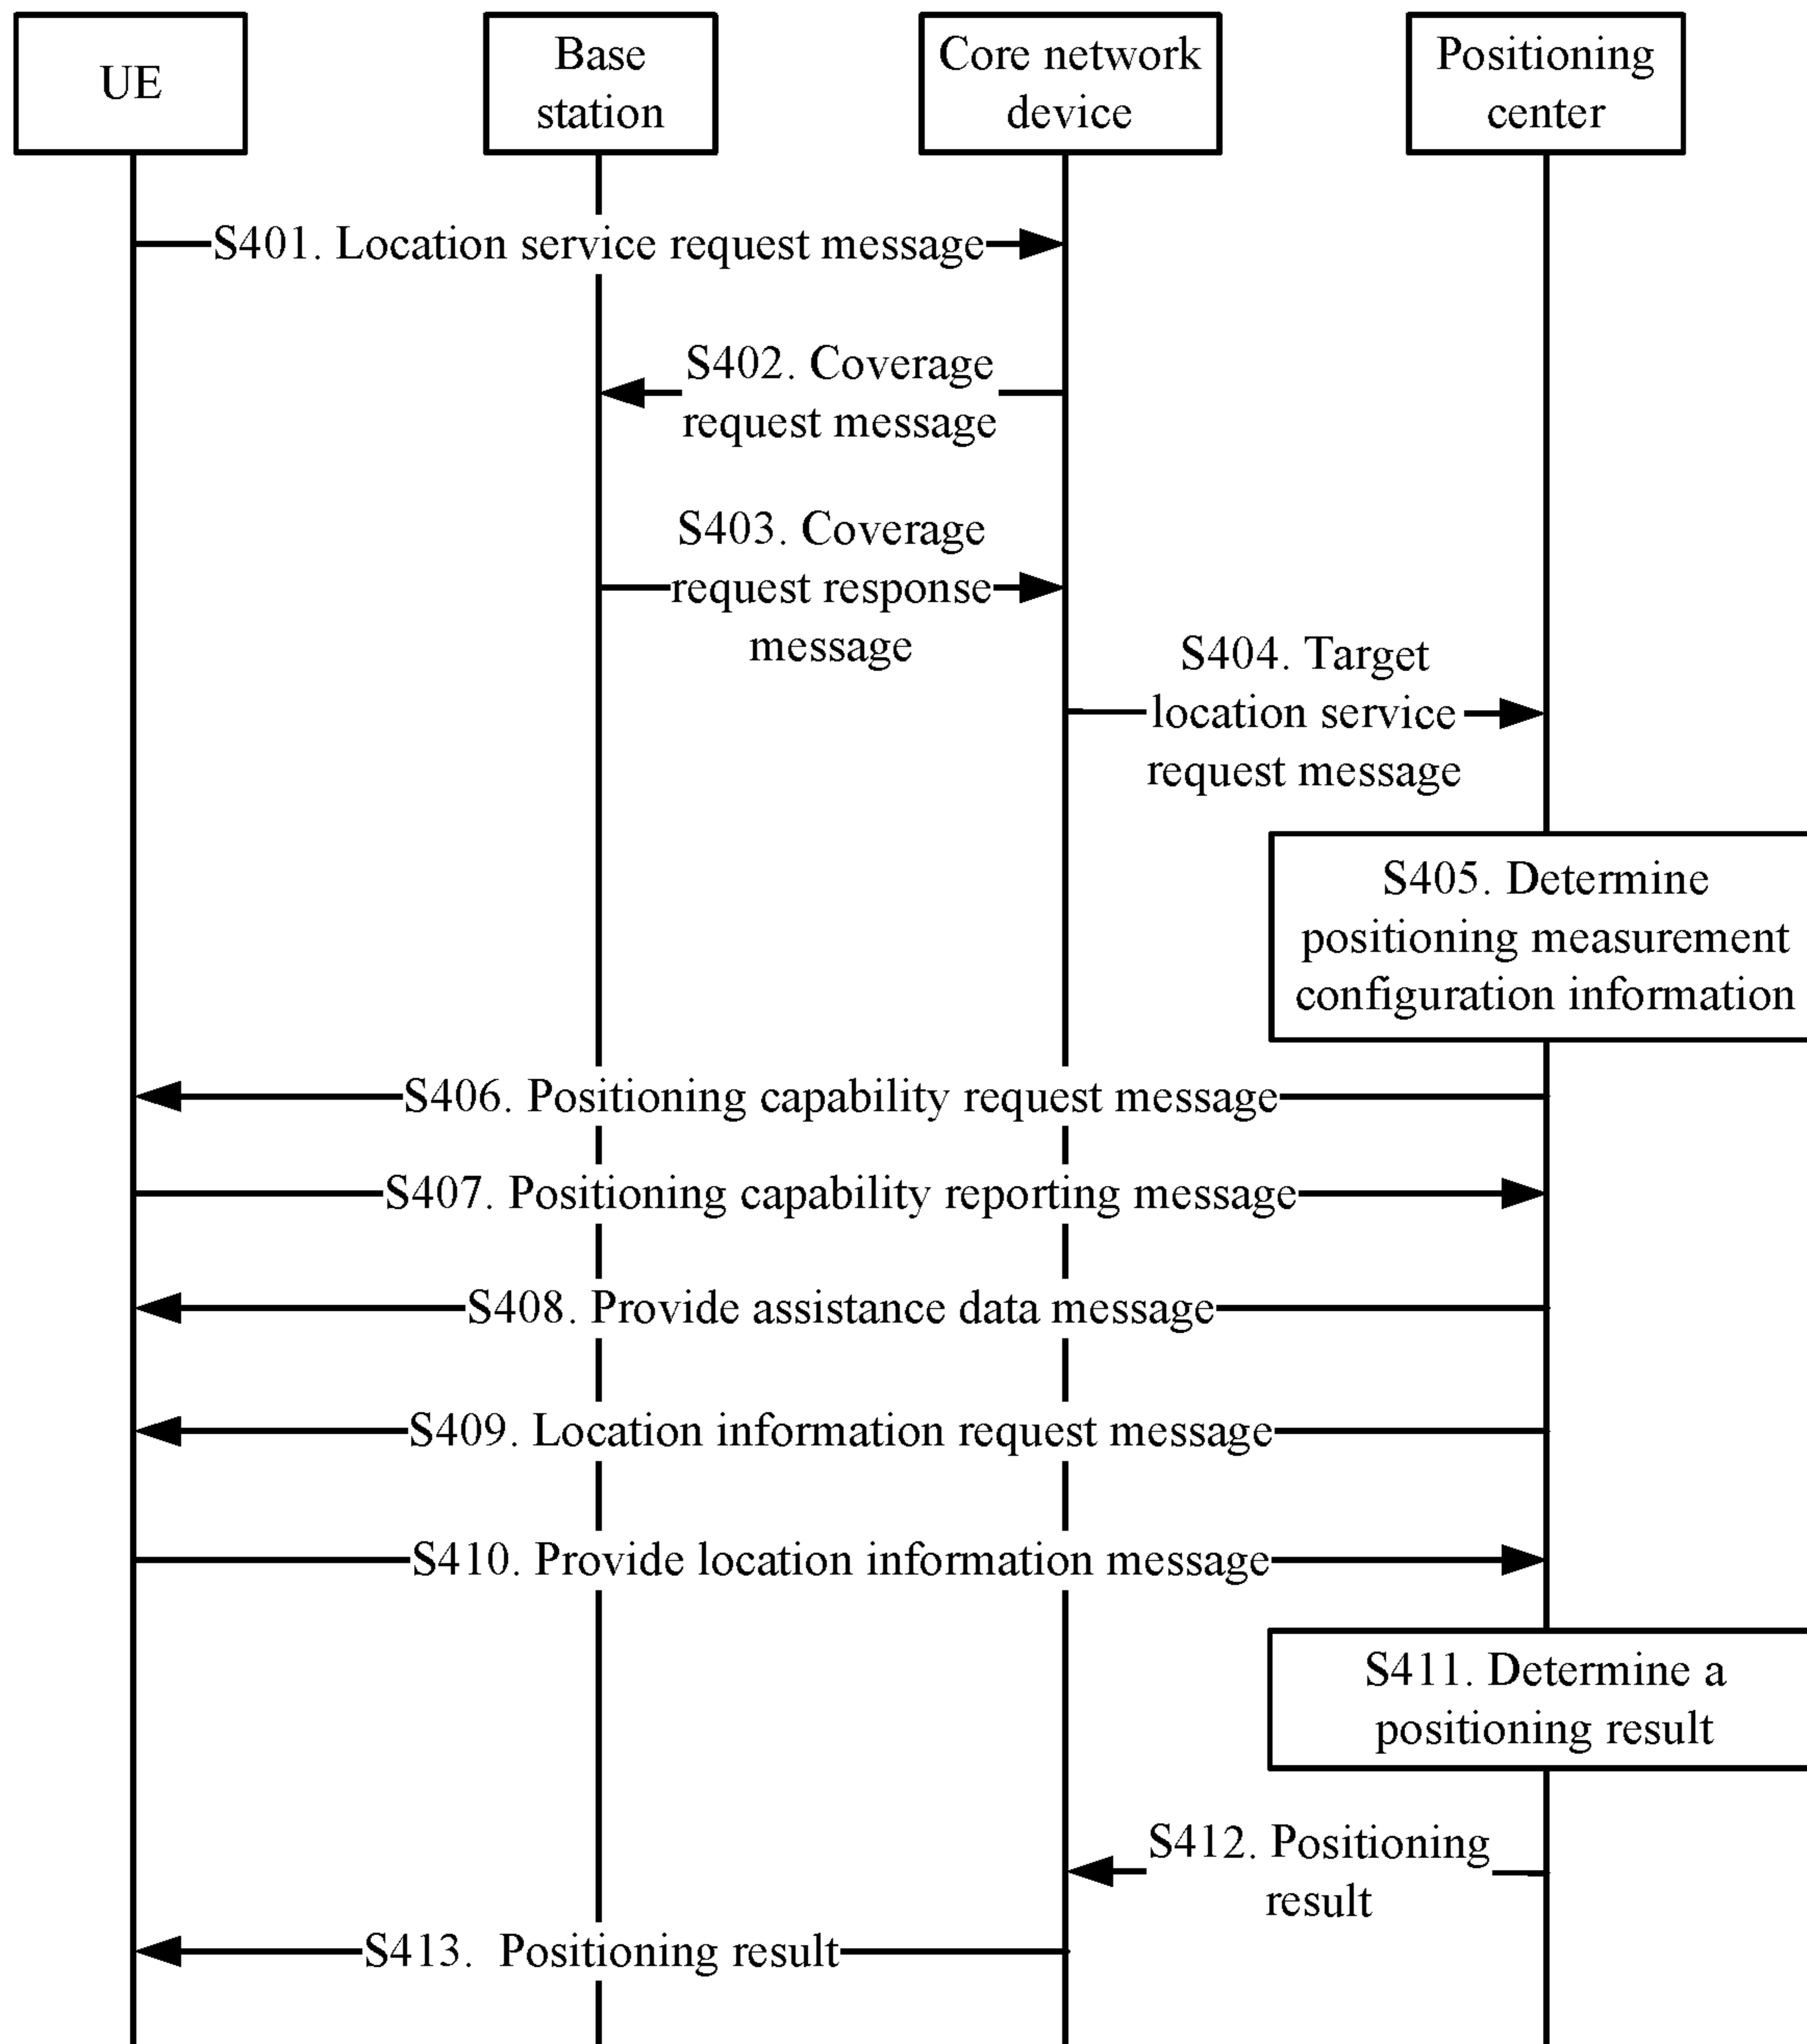 UE
Base
station
Core network
device
Positioning
center
S401. Location service request message
S402. Coverage
request message
S403. Coverage
request response
message
S404. Target
location service
request message
S405. Determine
positioning measurement
configuration information
S406. Positioning capability request message
S407. Positioning capability reporting message
S408. Provide assistance data message
S409. Location information request message
S410. Provide location information message
S411. Determine a
positioning result
S412. Positioning
result
S413. Positioning result